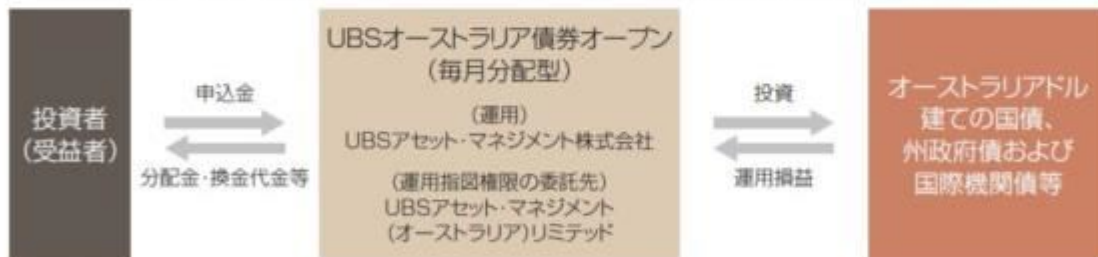 投資者
(受益者)
申込金
分配金・換金代金等
UBSオーストラリア債券オープン
(毎月分配型)
(運用)
UBSアセット・マネジメント株式会社
(運用指図権限の委託先)
UBSアセット・マネジメント
(オーストラリア)リミテッド
投資
運用損益
オーストラリアドル
建ての国債、
州政府債および
国際機関債等